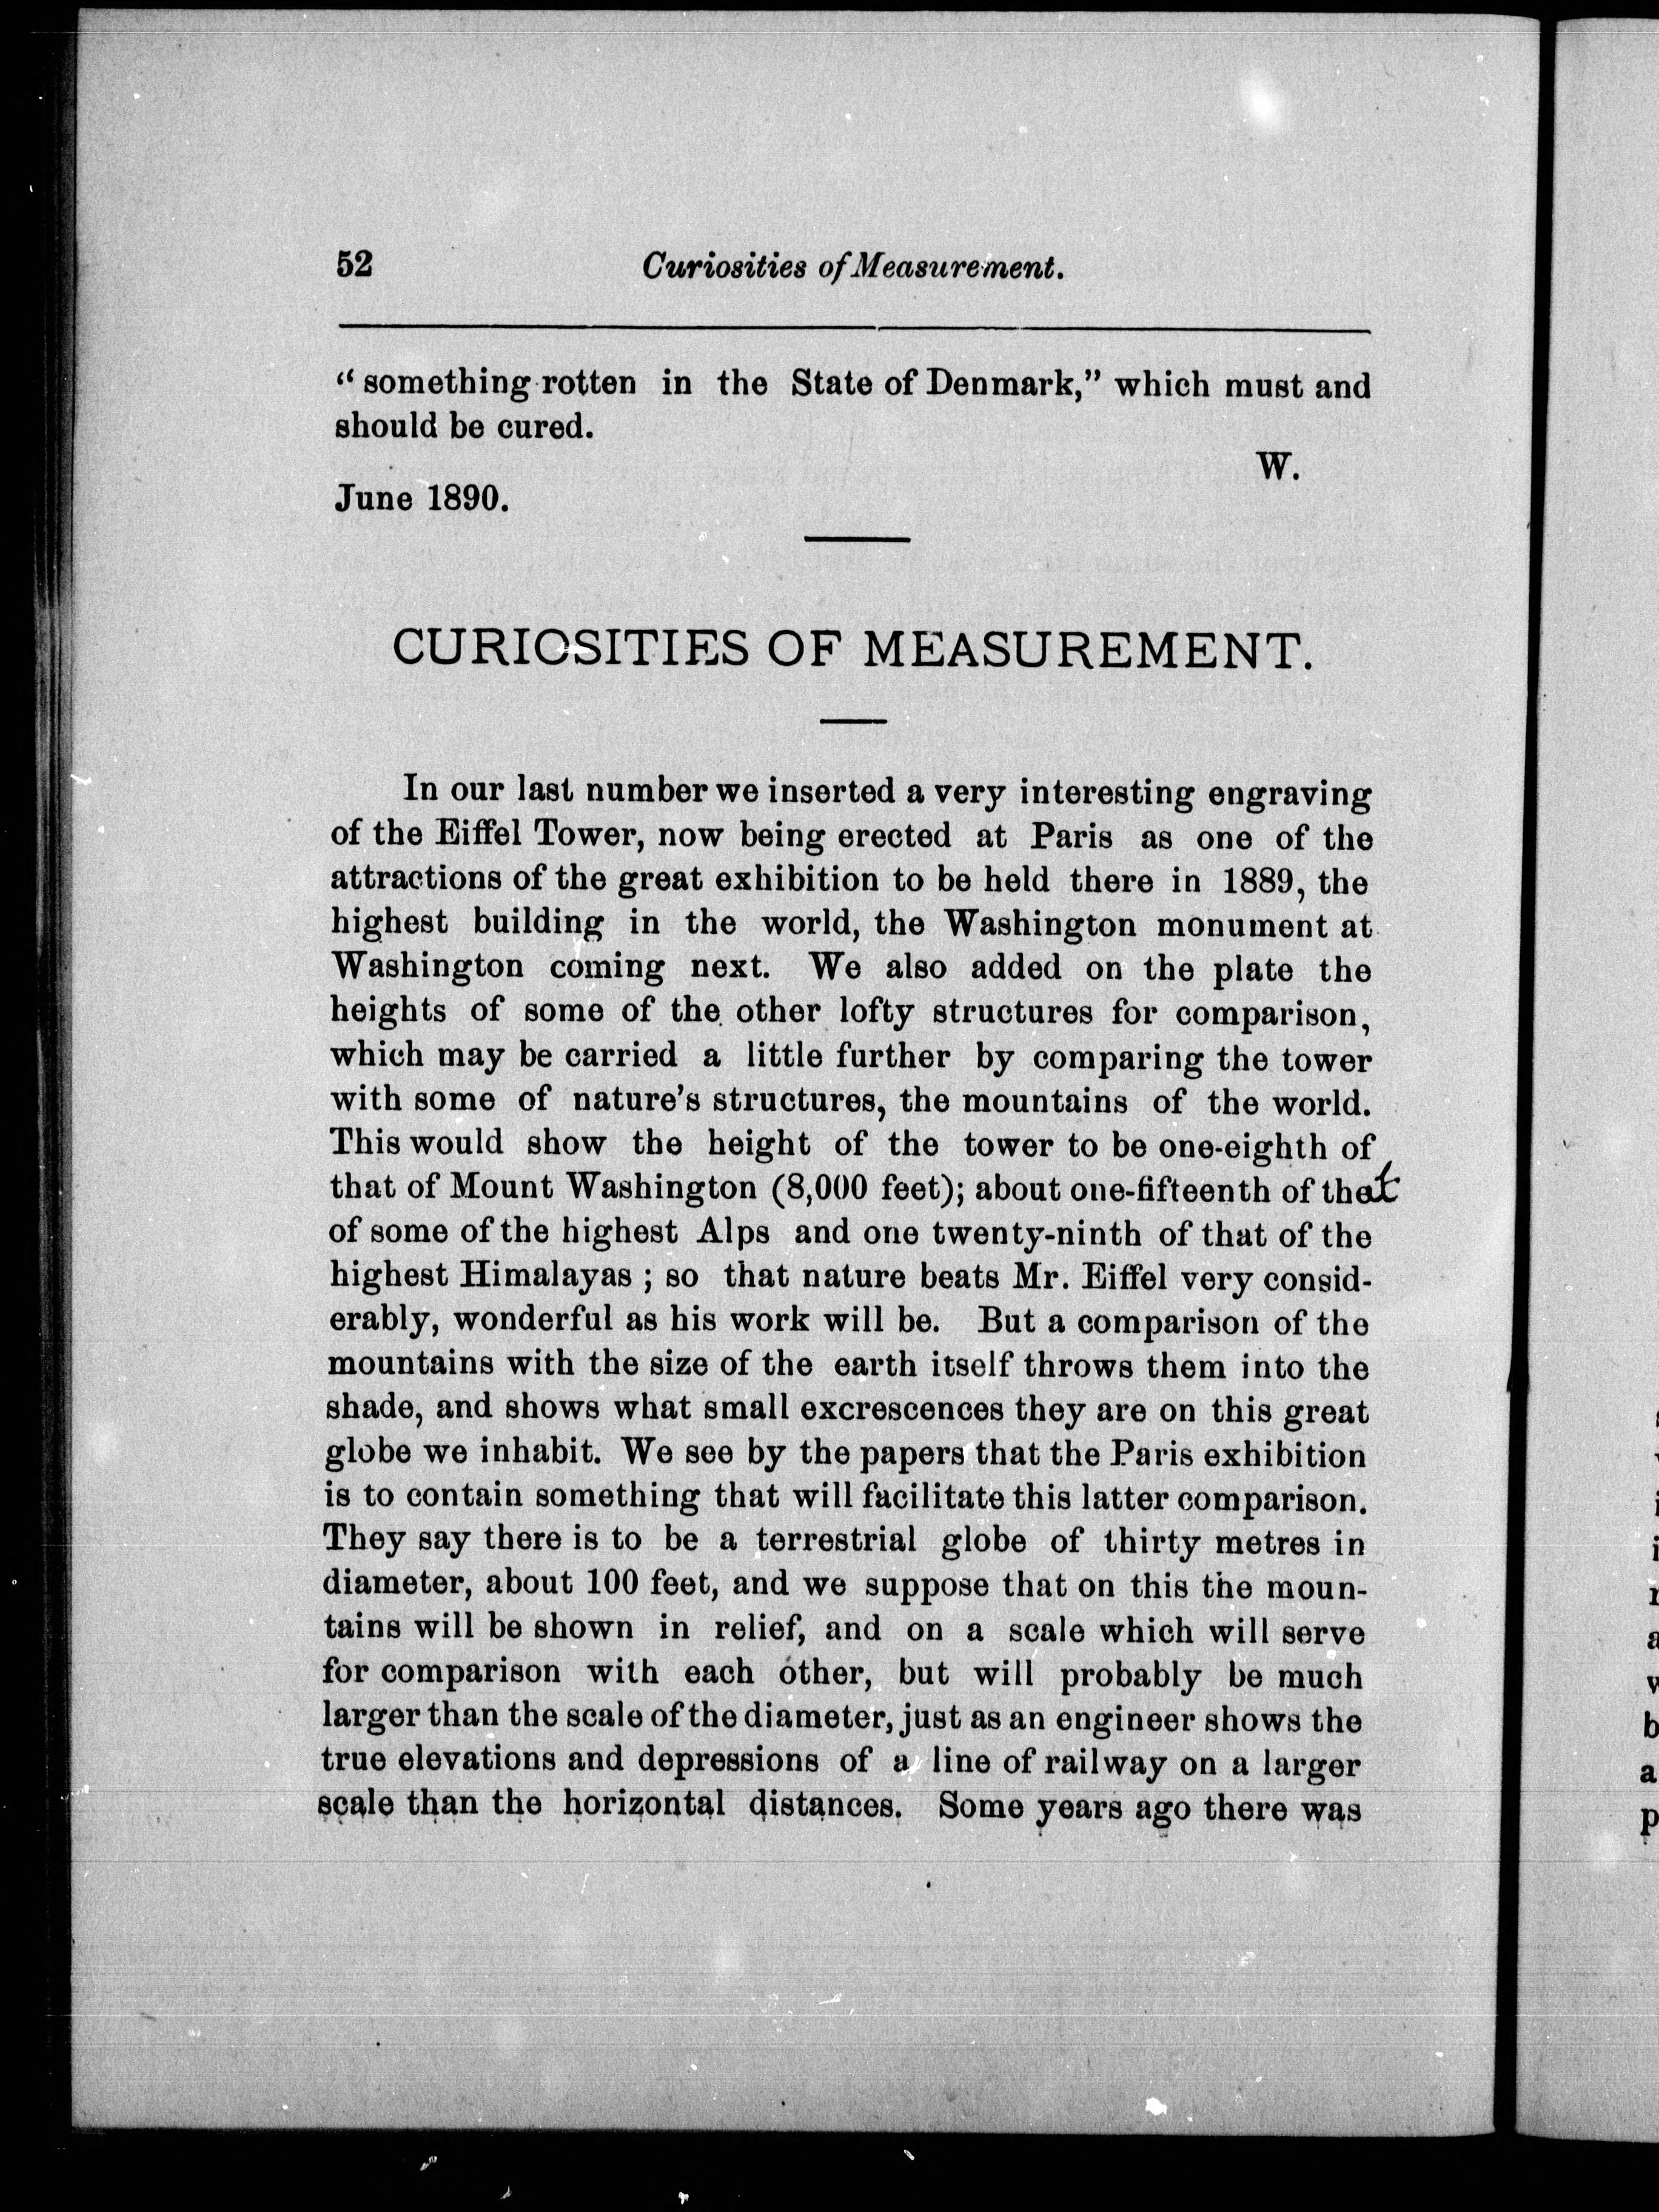 52
Curiosities of Measurement.
“ something rotten in the State of Denmark,” which must and
should be cured.
W.
June 1890.
CURIOSITIES OF MEASUREMENT.
In our last number we inserted a very interesting engraving
of the Eiffel Tower, now being erected at Paris as one of the
attractions of the great exhibition to be held there in 1889, the
highest building in the world, the Washington monument at
Washington coming next. We also added on the plate the
heights of some of the other lofty structures for comparison,
which may be carried a little further by comparing the tower
with some of nature’s structures, the mountains of the world.
This would show the height of the tower to be one-eighth of
that of Mount Washington (8,000 feet); about one-fifteenth of that
of some of the highest Alps and one twenty-ninth of that of the
highest Himalayas ; so that nature beats Mr. Eiffel very consid-
erably, wonderful as his work will be. But a comparison of the
mountains with the size of the earth itself throws them into the
shade, and shows what small excrescences they are on this great
globe we inhabit. We see by the papers that the Paris exhibition
is to contain something that will facilitate this latter comparison.
They say there is to be a terrestrial globe of thirty metres in
diameter, about 100 feet, and we suppose that on this the moun-
tains will be shown in relief, and on a scale which will serve
for comparison with each other, but will probably be much
larger than the scale of the diameter, just as an engineer shows the
true elevations and depressions of a line of railway on a larger
scale than the horizontal distances. Some years ago there was